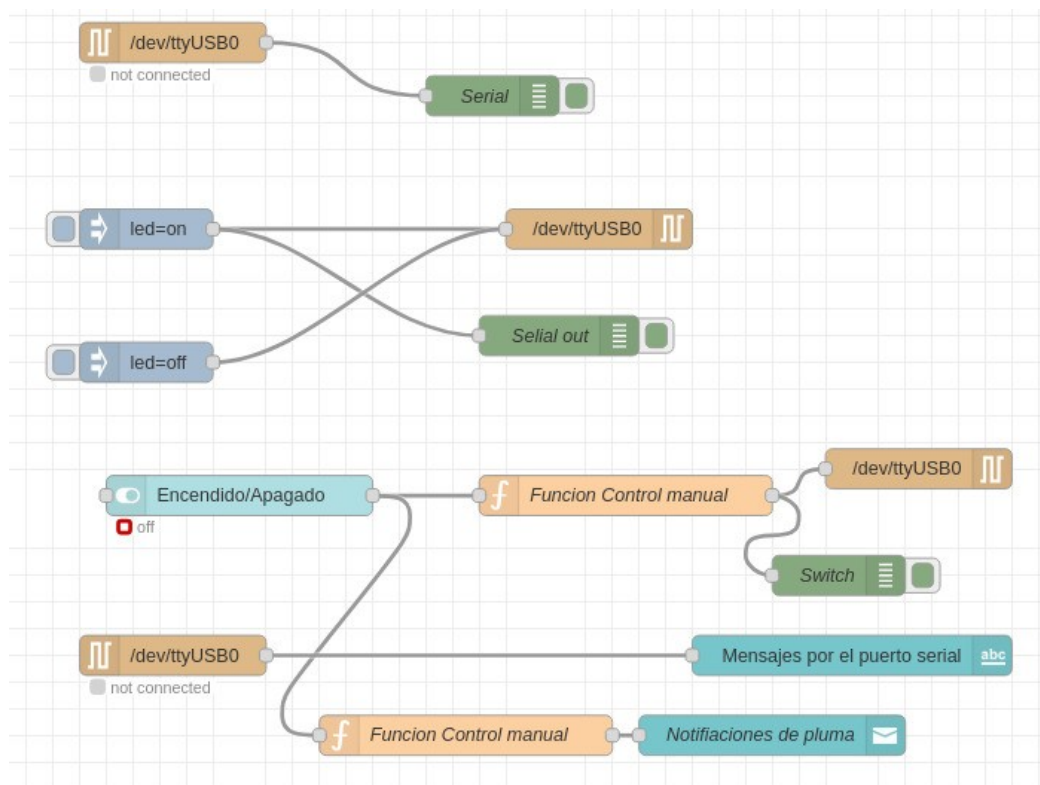 /dev/ttyUSB0
not connected
Serial
led=on
/dev/ttyUSB0
Selial out
led=off
/dev/ttyUSB0
Encendido/Apagado
Funcion Control manual
off
Switch
/dev/ttyUSB0
Mensajes por el puerto serial
abc
not connected
Funcion Control manual
Notifiaciones de pluma